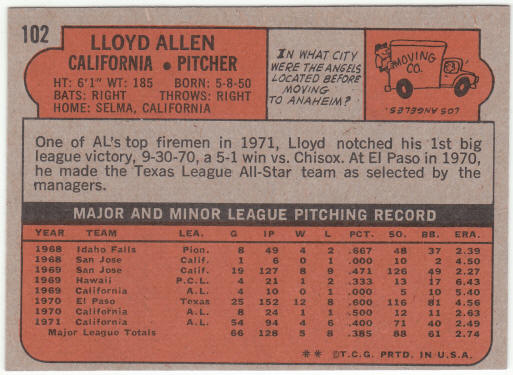 102
LLOYD ALLEN
CALIFORNIA • PITCHER
HT: 6'1" WT: 185 BORN: 5-8-50
BATS: RIGHT THROWS: RIGHT
HOME: SELMA, CALIFORNIA
IN WHAT CITY
WERE THE ANGELS
LOCATED BEFORE
MOVING
TO ANAHEIM?
MOVING
CO.
LOS ANGELES.
One of AL's top firemen in 1971, Lloyd notched his 1st big
league victory, 9-30-70, a 5-1 win vs. Chisox. At El Paso in 1970,
he made the Texas League All-Star team as selected by the
managers.
MAJOR AND MINOR LEAGUE PITCHING RECORD
YEAR TEAM LEA. G IP W L PCT. SO. BB. ERA.
1968 Idaho Falls Pion. 8 49 4 2 .667 48 37 2.39
1968 San Jose Calif. 1 6 0 1 .000 10 2 4.50
1969 San Jose Calif. 19 127 8 9 .471 126 49 2.27
1969 Hawaii P.C.L. 4 21 1 2 .333 13 17 6.43
1969 California A.L. 4 10 0 1 .000 5 10 5.40
1970 El Paso Texas 25 152 12 8 .600 116 81 4.56
1970 California A.L. 8 24 1 1 .500 12 11 2.63
1971 California A.L. 54 94 4 6 .400 71 40 2.49
Major League Totals 66 128 5 8 .385 88 61 2.74
** ©T.C.G. PRTD. IN U.S.A.